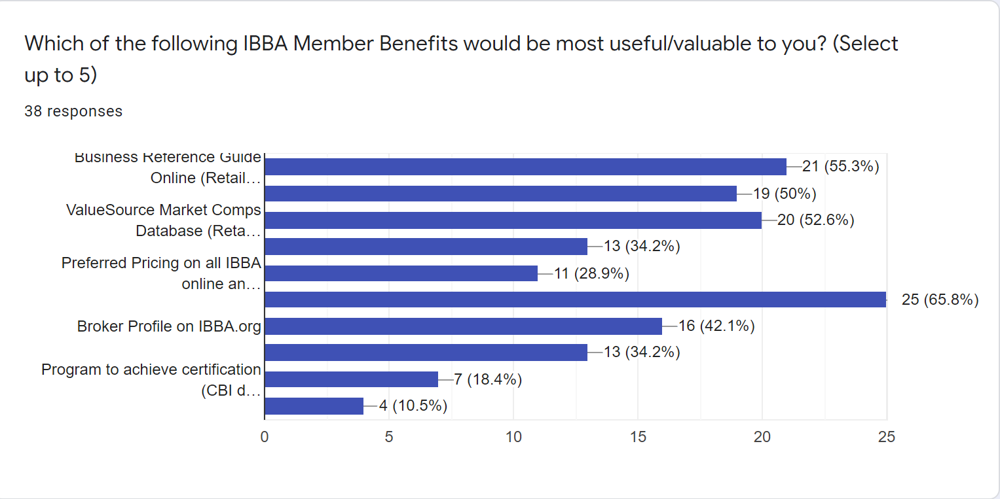 Which of the following IBBA Member Benefits would be most useful/valuable to you? (Select
up to 5)
38 responses
Business Reference Guide
Online (Retail…
21 (55.3%)
19 (50%)
ValueSource Market Comps
Database (Reta…
20 (52.6%)
13 (34.2%)
Preferred Pricing on all IBBA
online an…
11 (28.9%)
25 (65.8%)
Broker Profile on IBBA.org
16 (42.1%)
13 (34.2%)
Program to achieve certification
(CBI d…
7 (18.4%)
4 (10.5%)
0 5 10 15 20 25